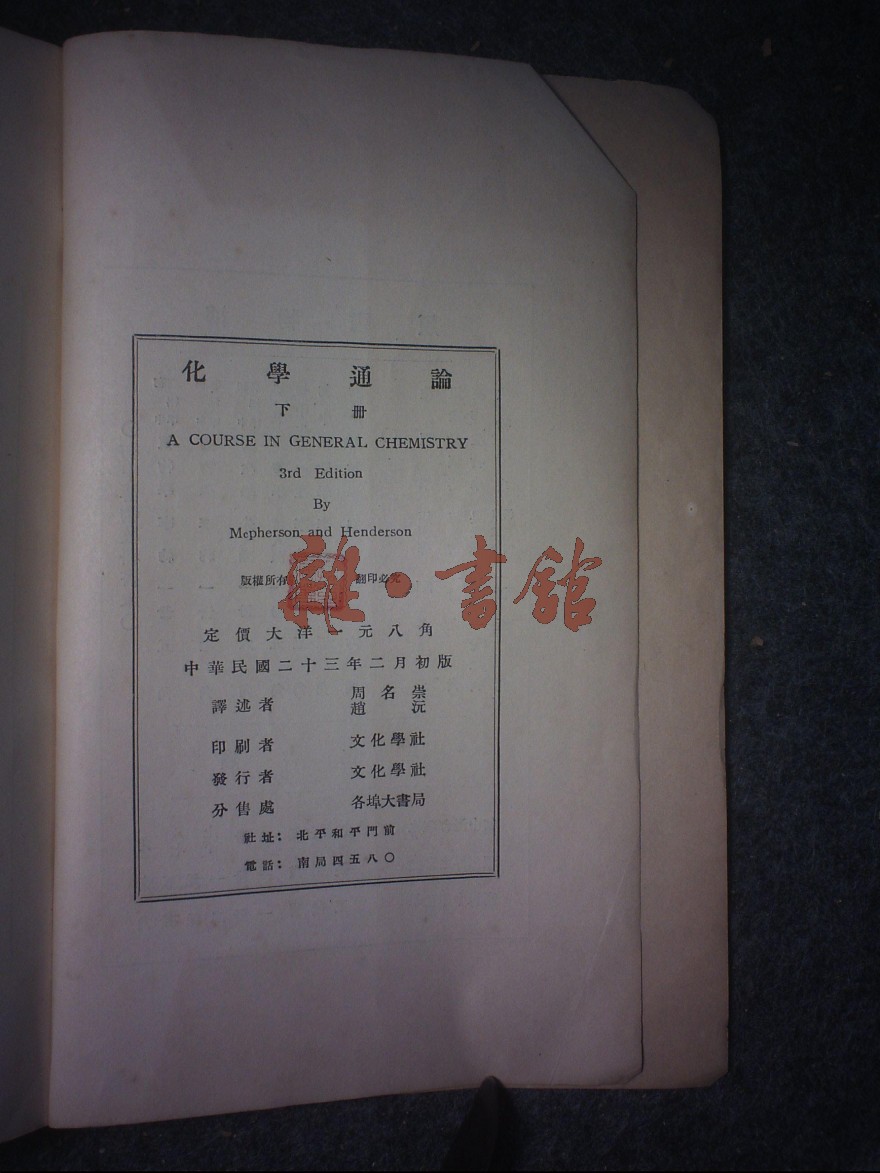 化學通論
下册
A COURSE IN GENERAL CHEMISTRY
3rd Edition
By
Mcpherson and Henderson
版權所有 翻印必究
雜·書館
定價大洋一元八角
中華民國二十三年二月初版
譯述者 周名崇 趙沅
印刷者 文化學社
發行者 文化學社
分售處 各埠大書局
社址：北平和平門前
電話：南局四五八〇